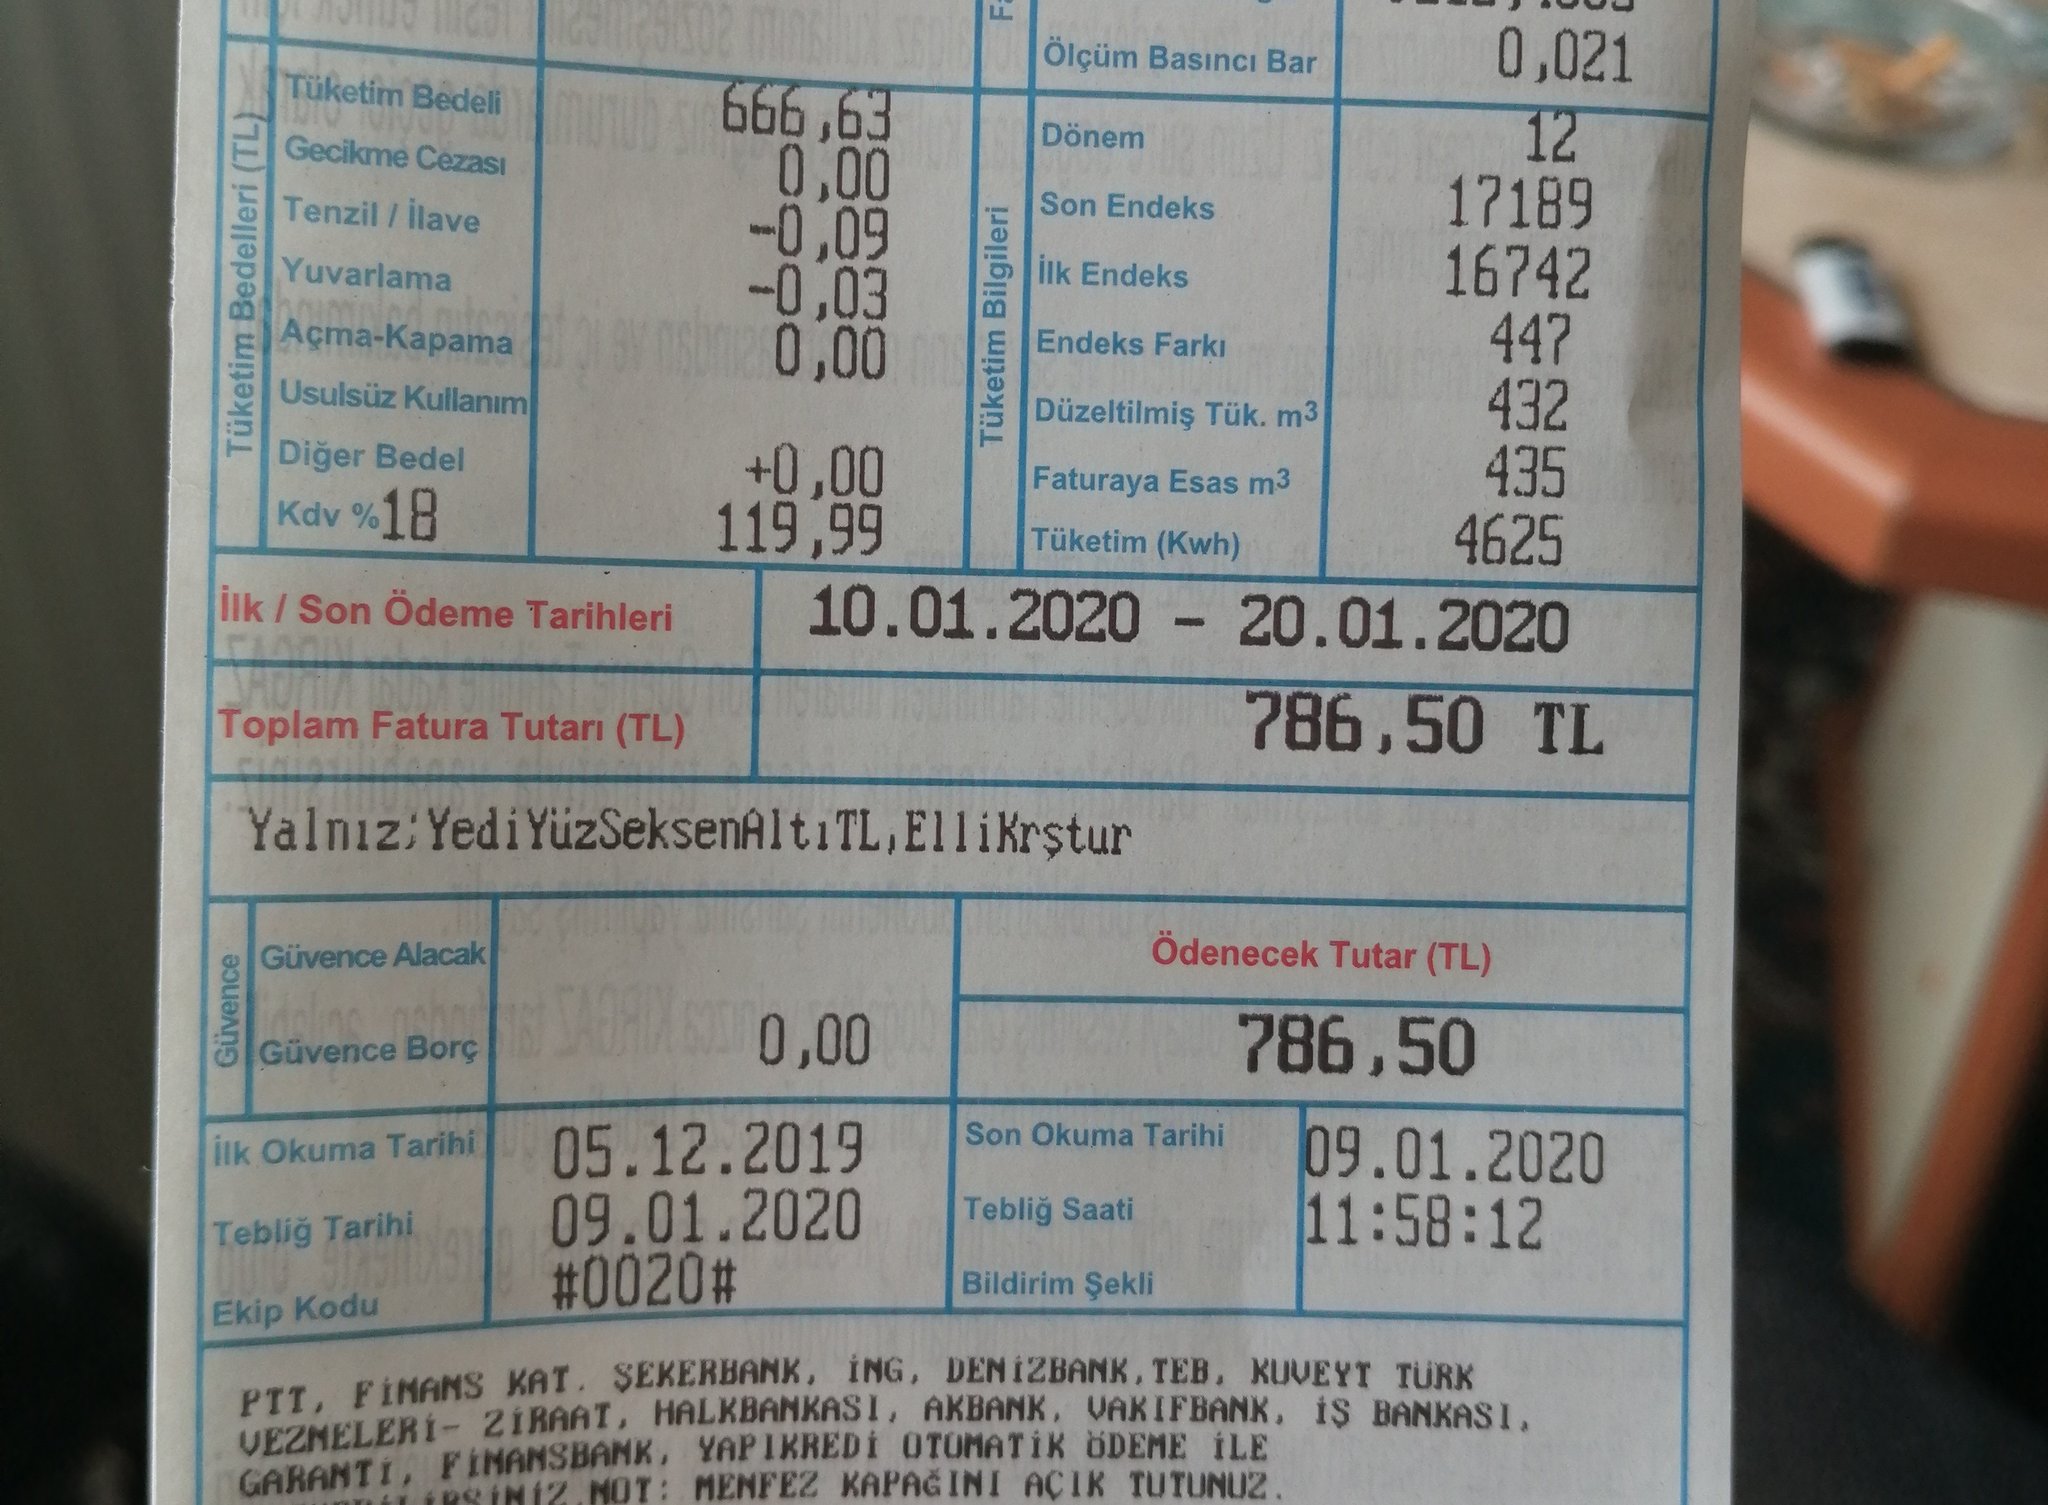 Ölçüm Basıncı Bar 0,021
Tüketim Bedelleri (TL)
Tüketim Bedeli 666,63
Gecikme Cezası 0,00
Tenzil / İlave -0,09
Yuvarlama -0,03
Açma-Kapama 0,00
Usulsüz Kullanım
Diğer Bedel +0,00
Kdv %18 119,99
Tüketim Bilgileri
Dönem 12
Son Endeks 17189
İlk Endeks 16742
Endeks Farkı 447
Düzeltilmiş Tük. m3 432
Faturaya Esas m3 435
Tüketim (Kwh) 4625
İlk / Son Ödeme Tarihleri 10.01.2020 - 20.01.2020
Toplam Fatura Tutarı (TL) 786,50 TL
Yalnız;YediYüzSeksenAltıTL,ElliKrştur
Güvence
Güvence Alacak
Güvence Borç 0,00
Ödenecek Tutar (TL)
786,50
İlk Okuma Tarihi 05.12.2019 Son Okuma Tarihi 09.01.2020
Tebliğ Tarihi 09.01.2020 Tebliğ Saati 11:58:12
Ekip Kodu #0020# Bildirim Şekli
PTT, FİNANS KAT. ŞEKERBANK, İNG, DENİZBANK,TEB, KUVEYT TÜRK
VEZNELERİ- ZİRAAT, HALKBANKASI, AKBANK, VAKIFBANK, İŞ BANKASI,
GARANTİ, FİNANSBANK, YAPIKREDİ OTOMATİK ÖDEME İLE
NOT: MENFEZ KAPAĞINI AÇIK TUTUNUZ.